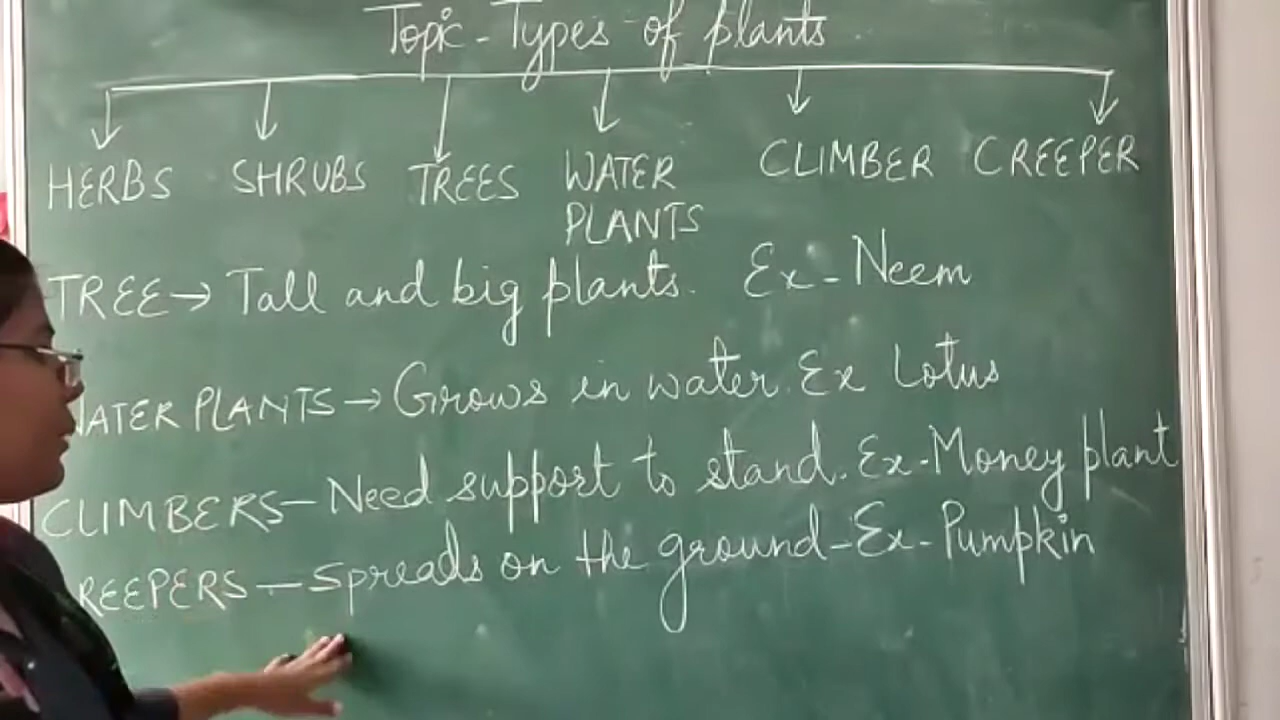 Topic - Types of plants
HERBS SHRUBS TREES WATER PLANTS CLIMBER CREEPER
TREE → Tall and big plants. Ex - Neem
WATER PLANTS → Grows in water. Ex Lotus
CLIMBERS - Need support to stand. Ex - Money plant
CREEPERS - Spreads on the ground - Ex - Pumpkin